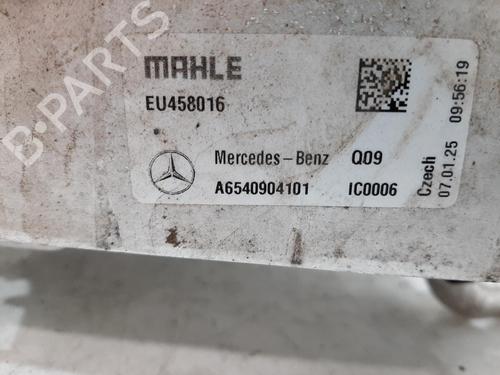 MAHLE
EU458016
Mercedes-Benz Q09
A6540904101 IC0006
Czech
07.01.25 09:56:19
B-PARTS